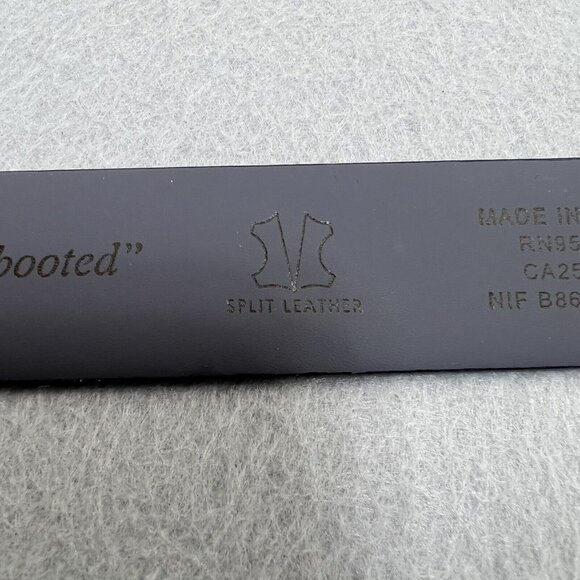 booted”
SPLIT LEATHER
MADE IN
RN95
CA25
NIF B86